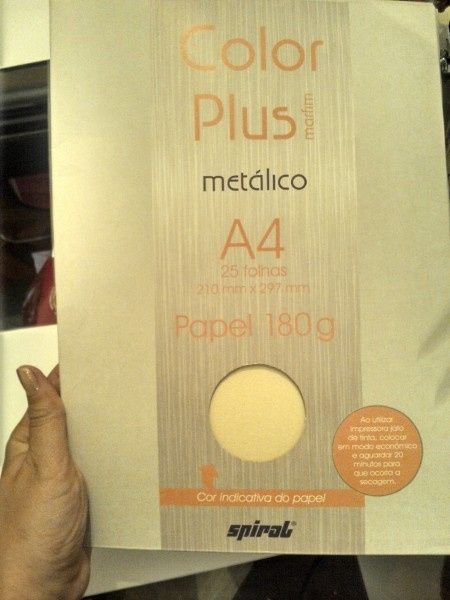 Color
Plus
marfim
metálico
A4
25 folhas
210 mm x 297 mm
Papel 180g
Ao utilizar
impressora jato
de tinta, colocar
em modo econômico
e aguardar 20
minutos para
que ocorra a
secagem.
Cor indicativa do papel
spiral